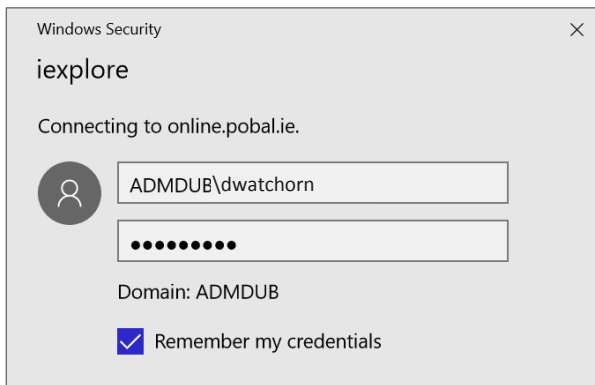 Windows Security
iexplore
Connecting to online.pobal.ie.
ADMDUB\dwatchorn
●●●●●●●●●
Domain: ADMDUB
Remember my credentials